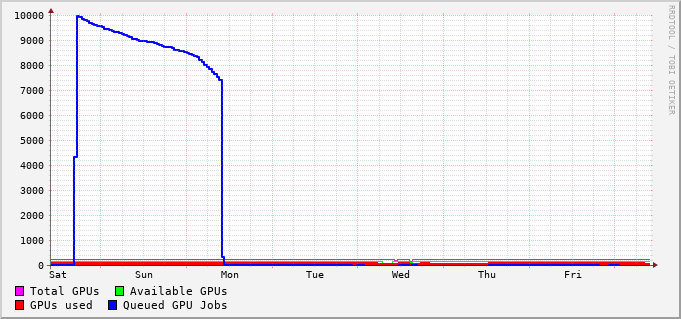 10000
9000
8000
7000
6000
5000
4000
3000
2000
1000
0
Sat Sun Mon Tue Wed Thu Fri
Total GPUs Available GPUs
GPUs used Queued GPU Jobs
RRDTOOL / TOBI OETIKER